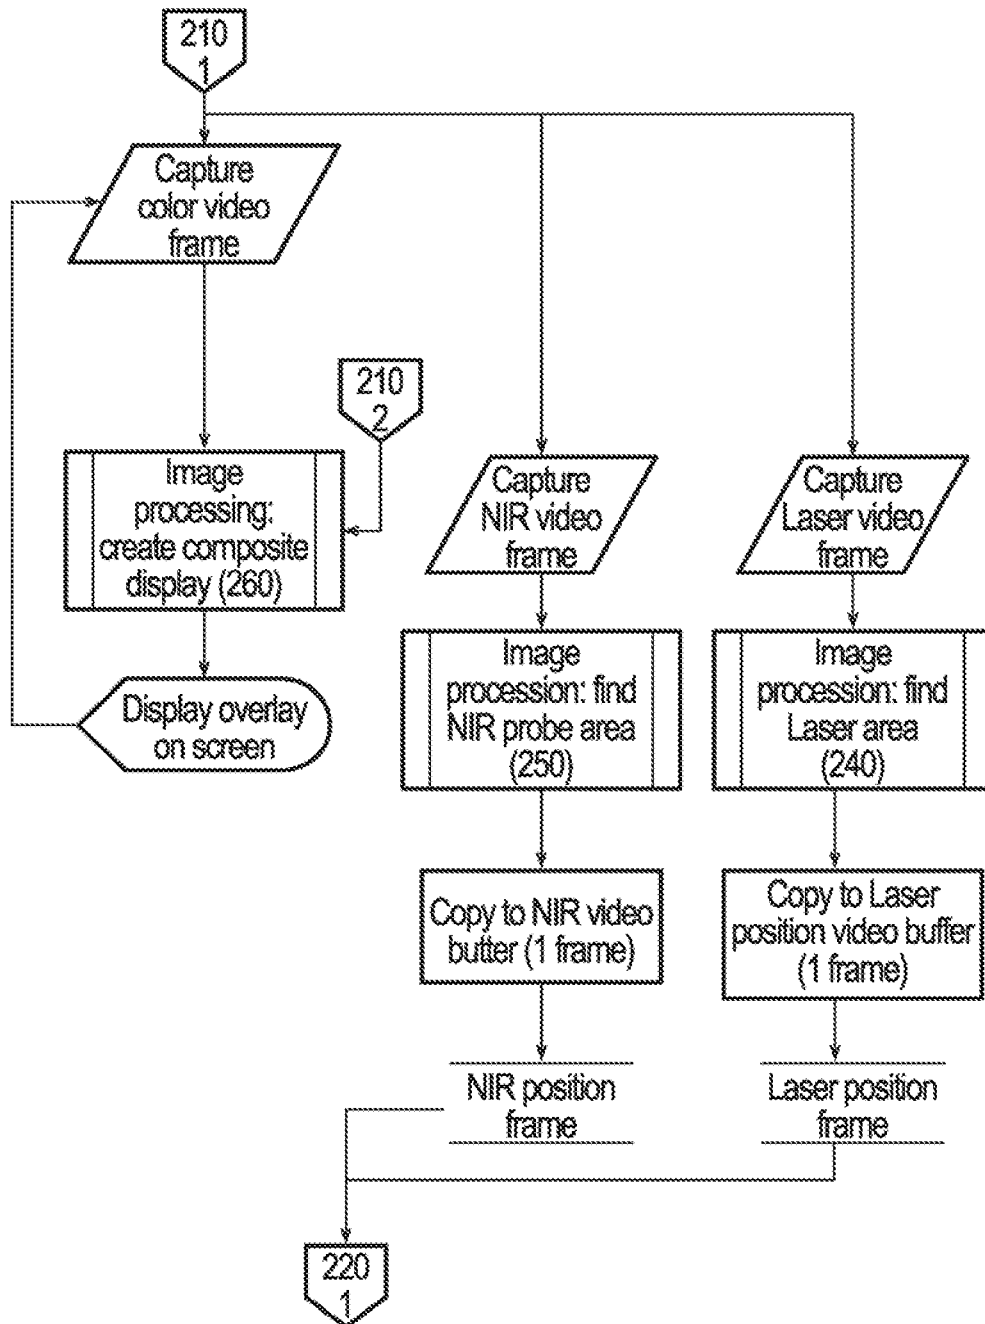 210
1
Capture
color video
frame
210
2
Image
processing:
create composite
display (260)
Display overlay
on screen
Capture
NIR video
frame
Image
procession: find
NIR probe area
(250)
Copy to NIR video
butter (1 frame)
NIR position
frame
Capture
Laser video
frame
Image
procession: find
Laser area
(240)
Copy to Laser
position video buffer
(1 frame)
Laser position
frame
220
1